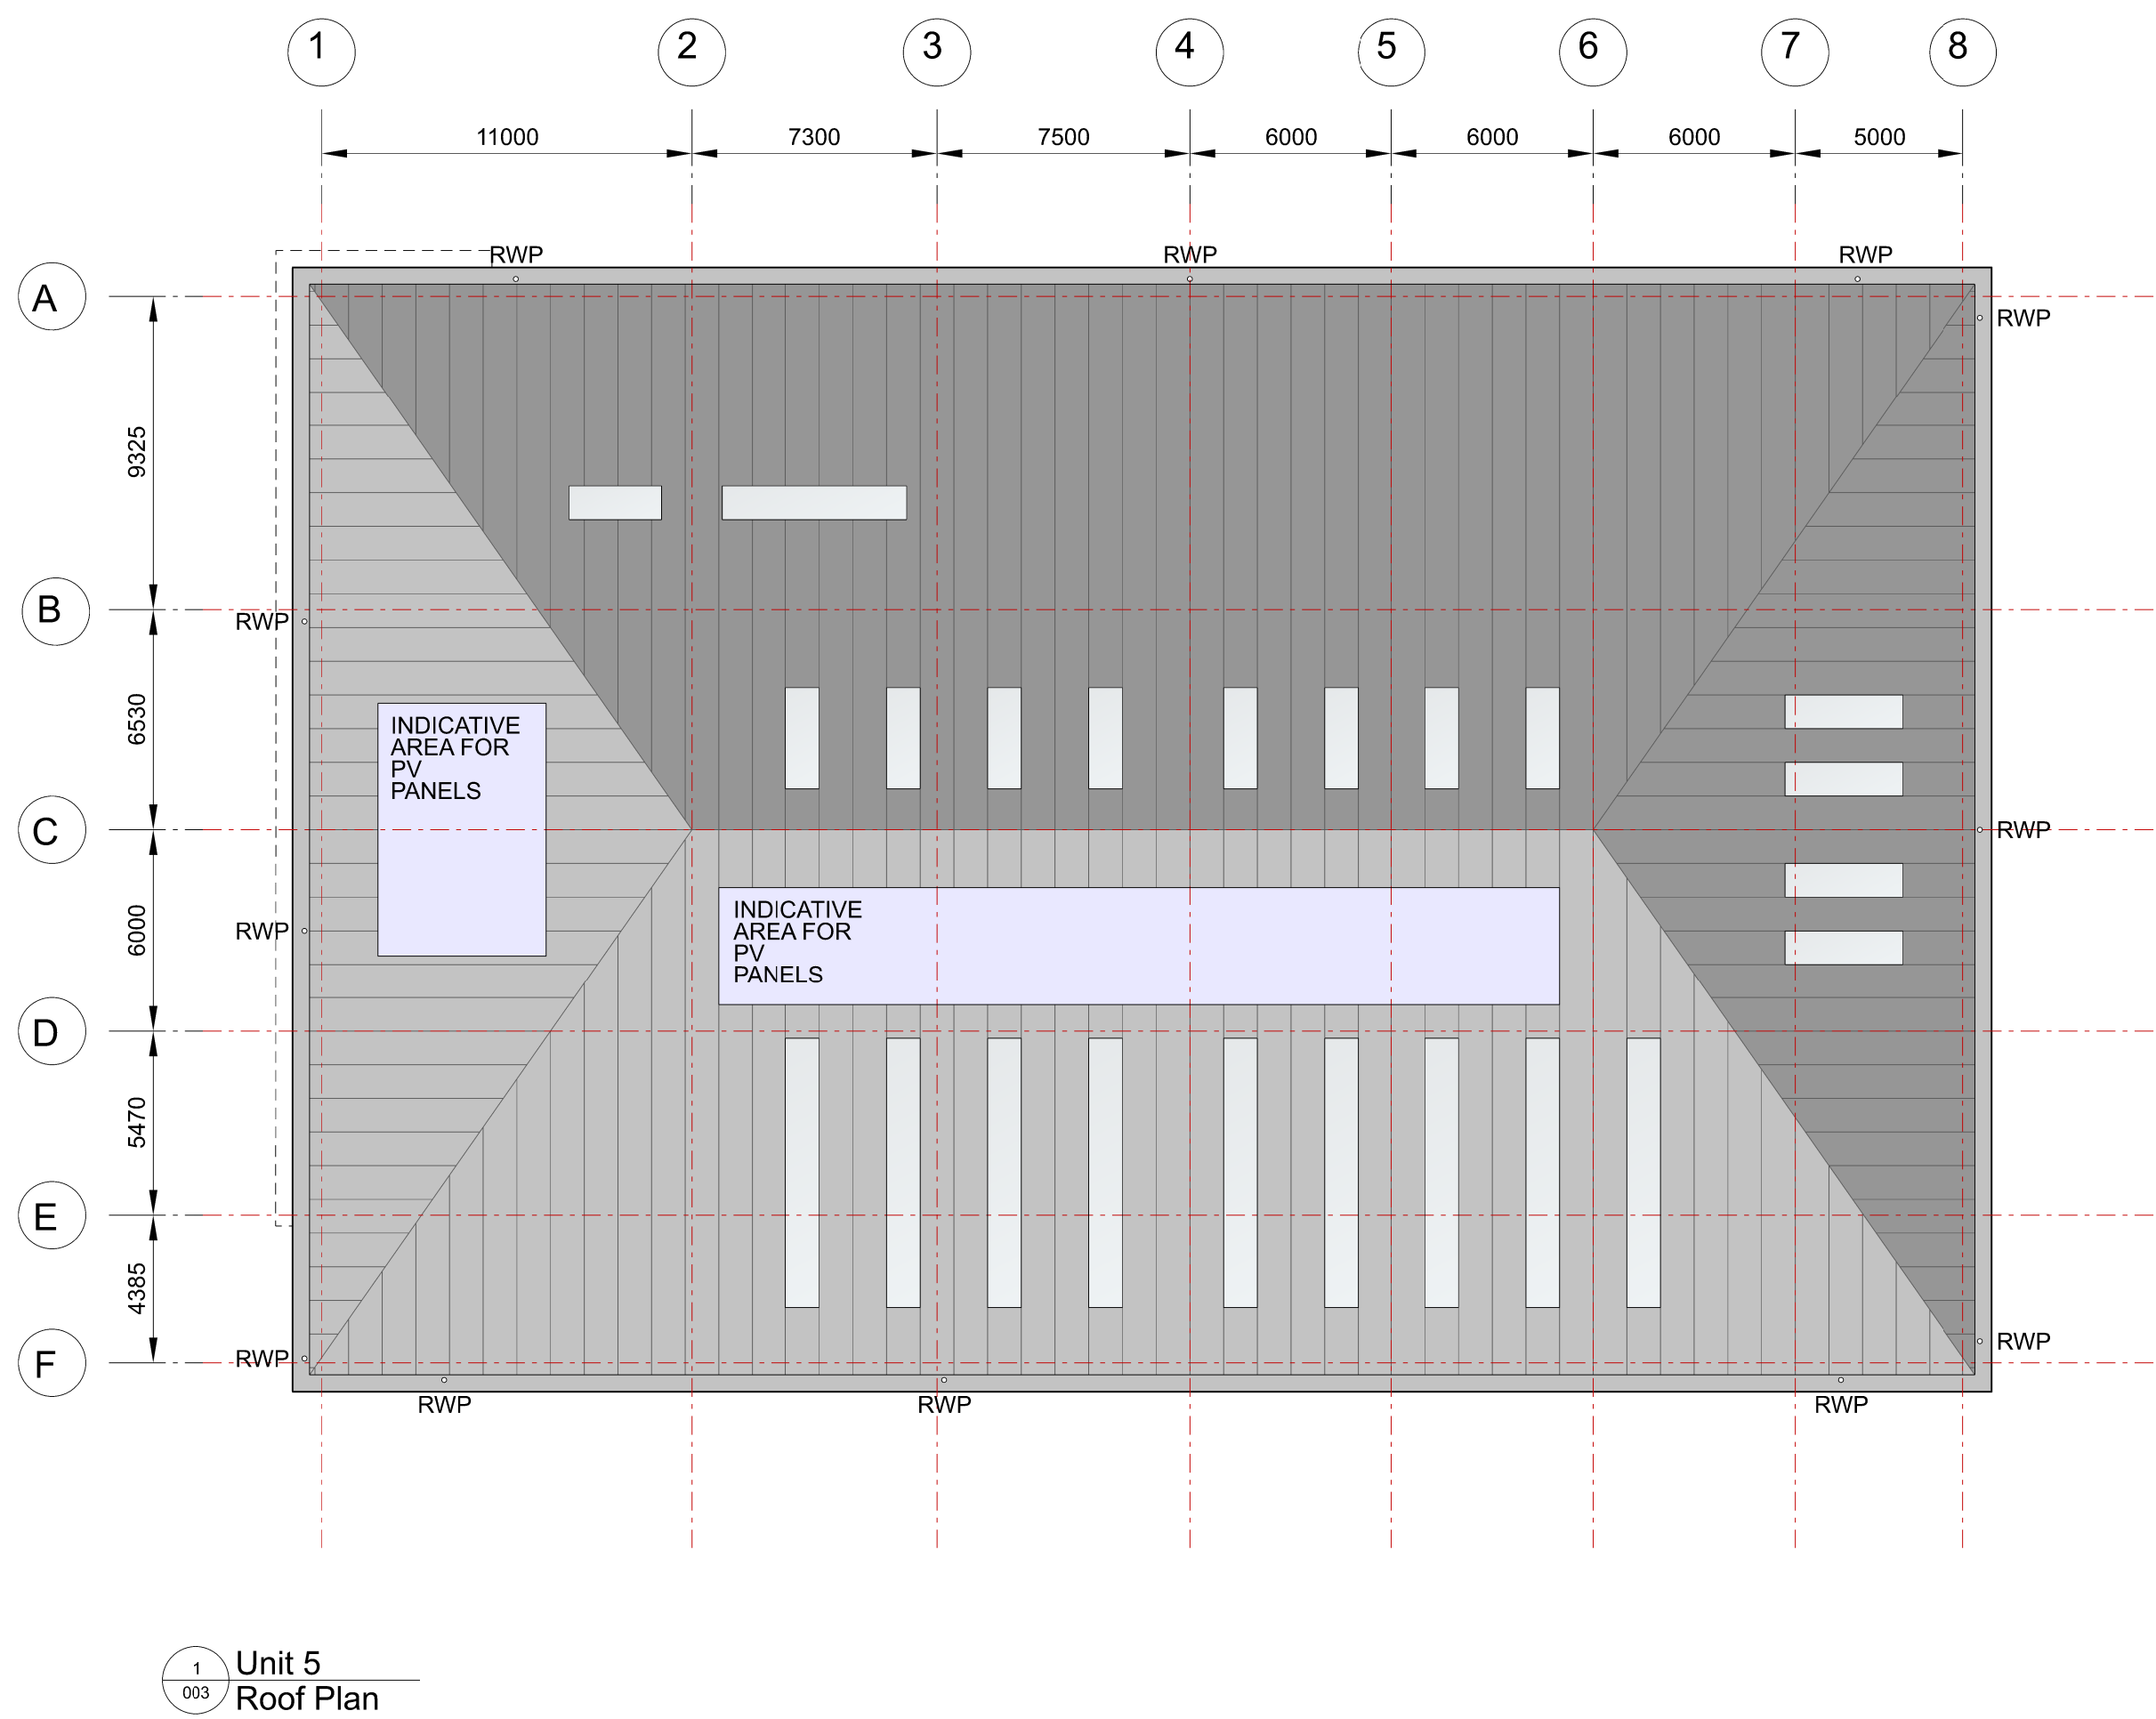 1 2 3 4 5 6 7 8
11000 7300 7500 6000 6000 6000 5000
RWP RWP RWP
A
RWP
9325
B
RWP
6530
INDICATIVE
AREA FOR
PV
PANELS
C
RWP
6000
INDICATIVE
AREA FOR
PV
PANELS
RWP
D
5470
E
4385
RWP
RWP
F
RWP RWP RWP
1
003
Unit 5
Roof Plan